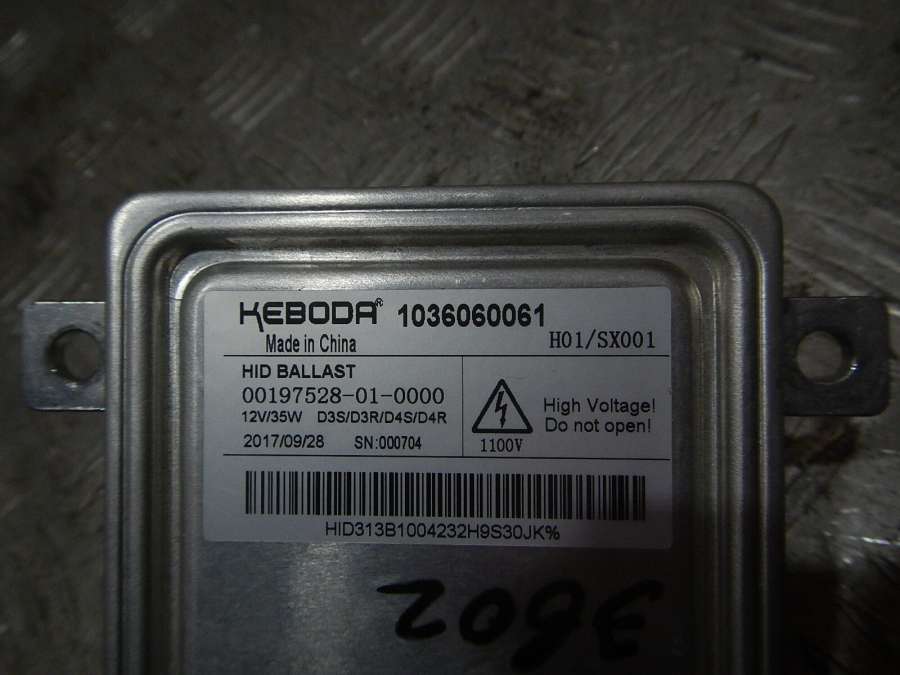 KEBODA® 1036060061
Made in China H01/SX001
HID BALLAST
00197528-01-0000
12V/35W D3S/D3R/D4S/D4R
2017/09/28 SN:000704
1100V
High Voltage!
Do not open!
HID313B1004232H9S30JK%
3602